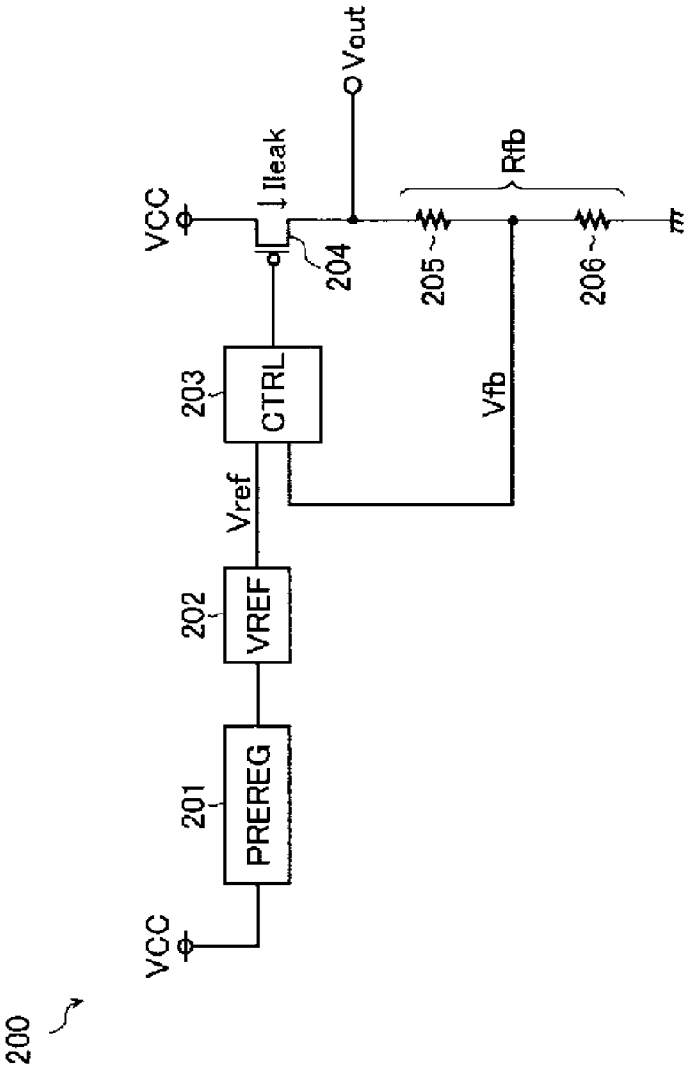 200
VCC
201
PREREG
202
VREF
Vref
203
CTRL
VCC
Ileak
204
Vout
205
Rfb
206
Vfb